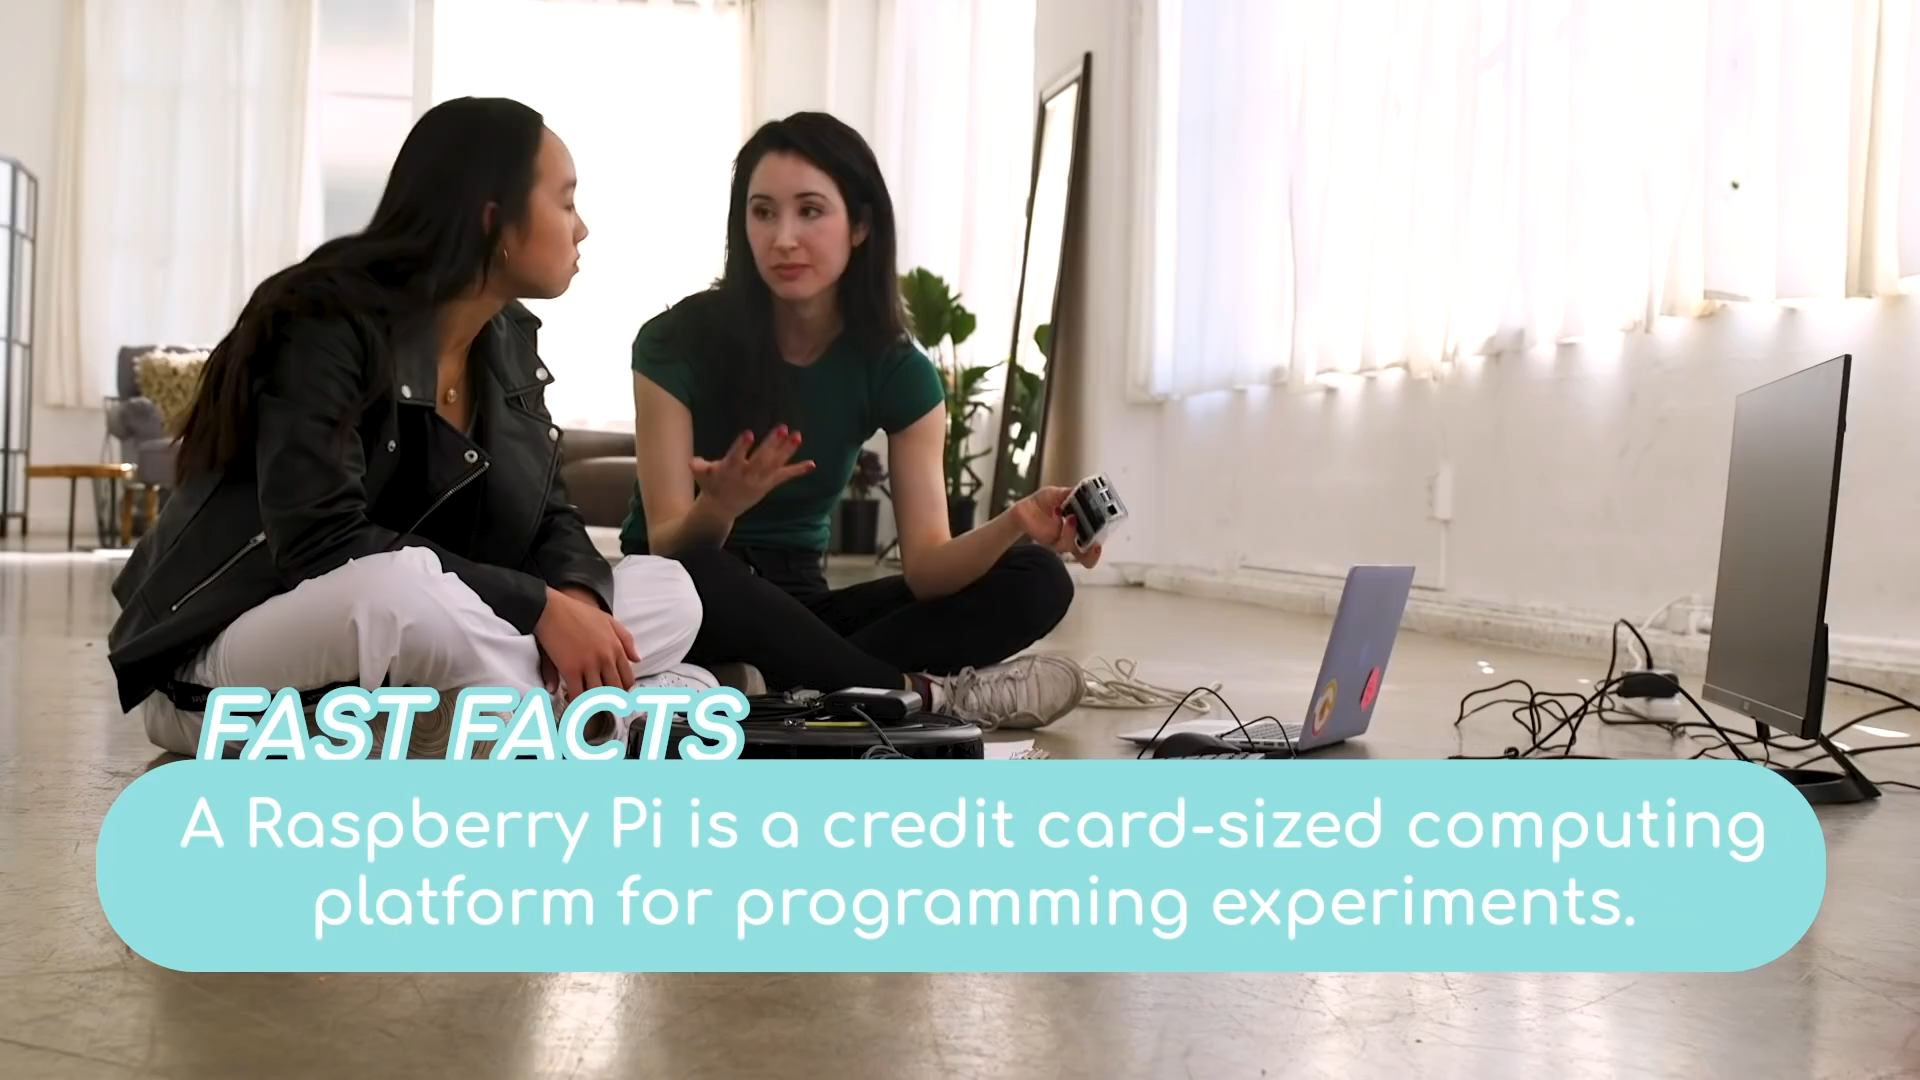 FAST FACTS
A Raspberry Pi is a credit card-sized computing
platform for programming experiments.